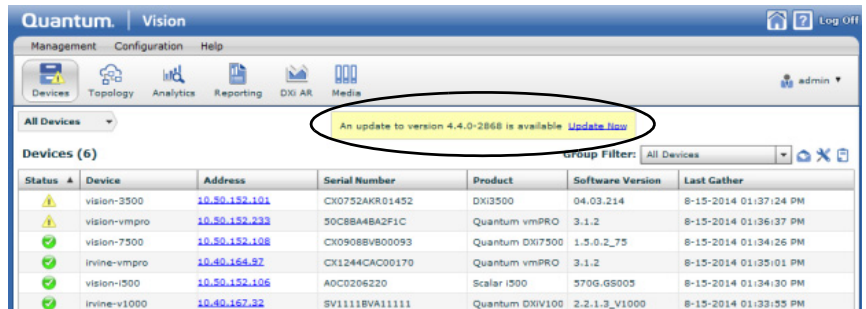 Quantum. | Vision Log Off
Management Configuration Help
Devices Topology Analytics Reporting DXi AR Media admin
All Devices An update to version 4.4.0-2868 is available Update Now
Devices (6) Group Filter: All Devices
Status Device Address Serial Number Product Software Version Last Gather
vision-3500 10.50.152.101 CX0752AKR01452 DXi3500 04.03.214 8-15-2014 01:37:24 PM
vision-vmpro 10.50.152.233 50C8BA4BA2F1C Quantum vmPRO 3.1.2 8-15-2014 01:36:37 PM
vision-7500 10.50.152.108 CX0908BVB00093 Quantum DXi7500 1.5.0.2_75 8-15-2014 01:34:26 PM
irvine-vmpro 10.40.164.97 CX1244CAC00170 Quantum vmPRO 3.1.2 8-15-2014 01:35:01 PM
vision-i500 10.50.152.106 A0C0206220 Scalar i500 570G.GS005 8-15-2014 01:34:30 PM
irvine-v1000 10.40.167.32 SV1111BVA11111 Quantum DXiV100 2.2.1.3_V1000 8-15-2014 01:33:55 PM